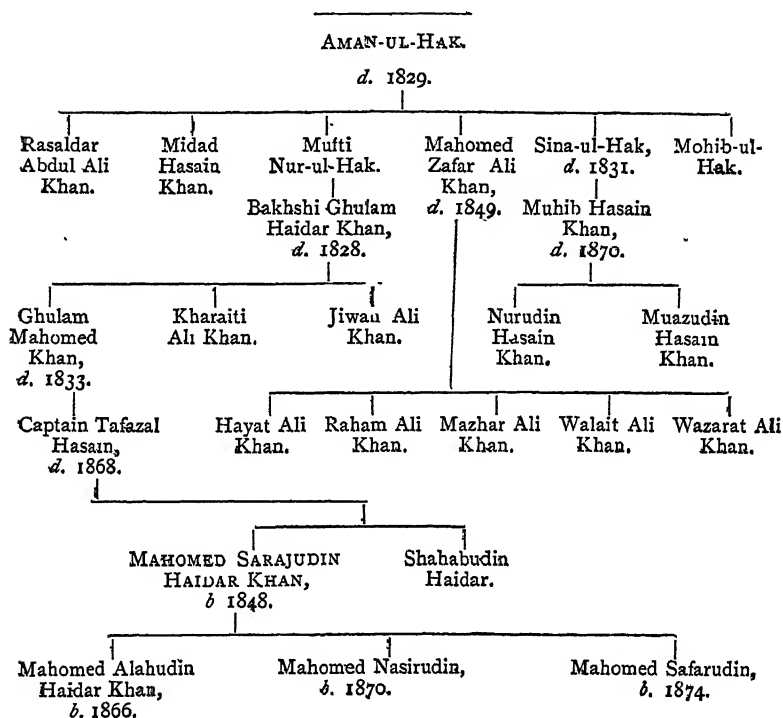 AMAN-UL-HAK.
d. 1829.
Rasaldar
Abdul Ali
Khan.
Midad
Hasain
Khan.
Mufti
Nur-ul-Hak.
Mahomed
Zafar Ali
Khan,
d. 1849.
Sina-ul-Hak,
d. 1831.
Mohib-ul-
Hak.
Bakhshi Ghulam
Haidar Khan,
d. 1828.
Muhib Hasain
Khan,
d. 1870.
Ghulam
Mahomed
Khan,
d. 1833.
Kharaiti
Ali Khan.
Jiwan Ali
Khan.
Nurudin
Hasain
Khan.
Muazudin
Hasain
Khan.
Captain Tafazal
Hasain,
d. 1868.
Hayat Ali
Khan.
Raham Ali
Khan.
Mazhar Ali
Khan.
Walait Ali
Khan.
Wazarat Ali
Khan.
MAHOMED SARAJUDIN
HAIDAR KHAN,
b 1848.
Shahabudin
Haidar.
Mahomed Alahudin
Haidar Khan,
b. 1866.
Mahomed Nasirudin,
b. 1870.
Mahomed Safarudin,
b. 1874.